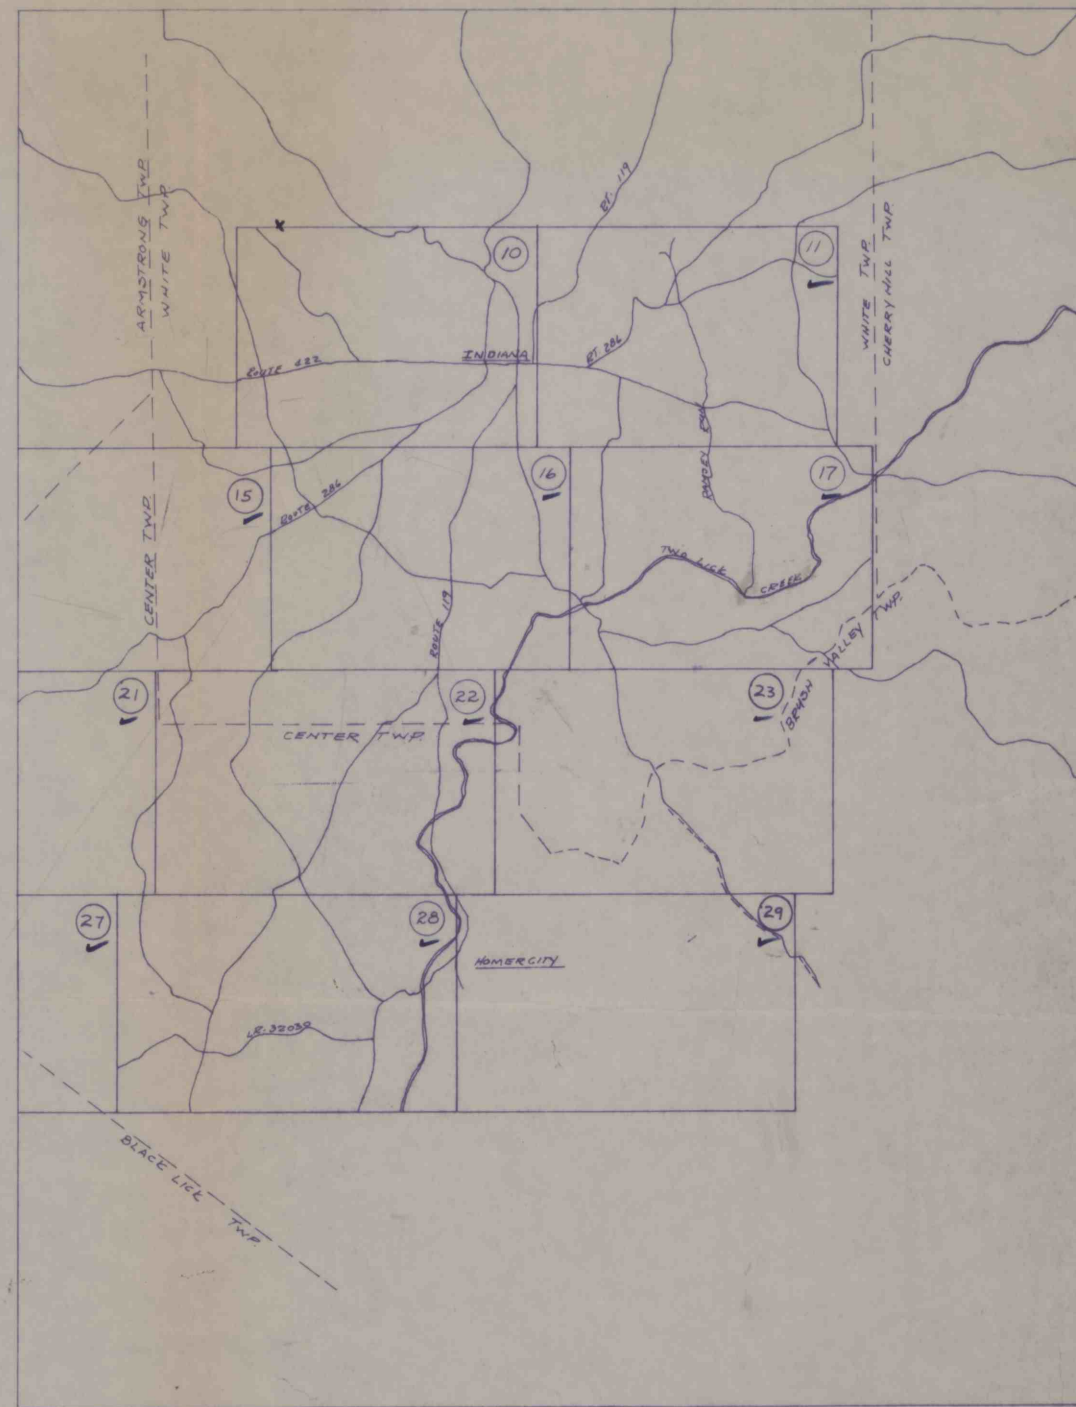 ARMSTRONG TWP.
WHITE TWP.
RT. 119
10
11
WHITE TWP.
CHERRYHILL TWP.
ROUTE 422
INDIANA
RT. 286
15
ROUTE 286
16
17
CENTER TWP.
TWO LICK CREEK
ROUTE 119
VALLEY TWP.
21
22
23
CENTER TWP.
27
28
29
HOMER CITY
LR. 32039
BLACK LICK TWP.